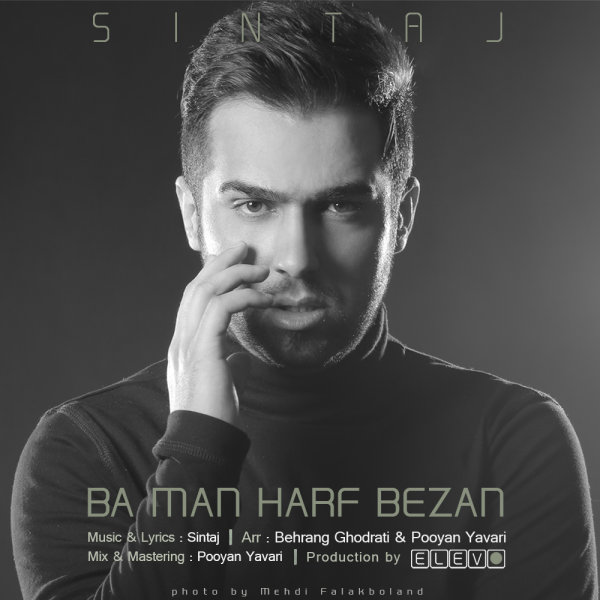 SINTAJ
BA MAN HARF BEZAN
Music & Lyrics : Sintaj | Arr : Behrang Ghodrati & Pooyan Yavari
Mix & Mastering : Pooyan Yavari | Production by ELEVO
photo by Mehdi Falakboland